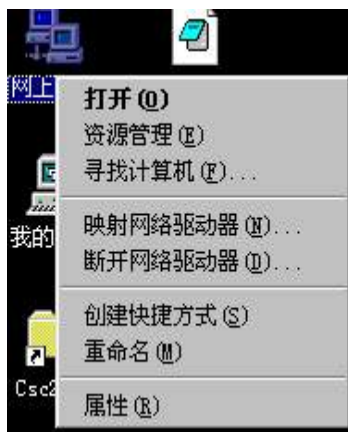 网上
打开(O)
资源管理(E)
寻找计算机(F)...
我的
映射网络驱动器(N)...
断开网络驱动器(D)...
创建快捷方式(S)
重命名(M)
Csc2
属性(R)